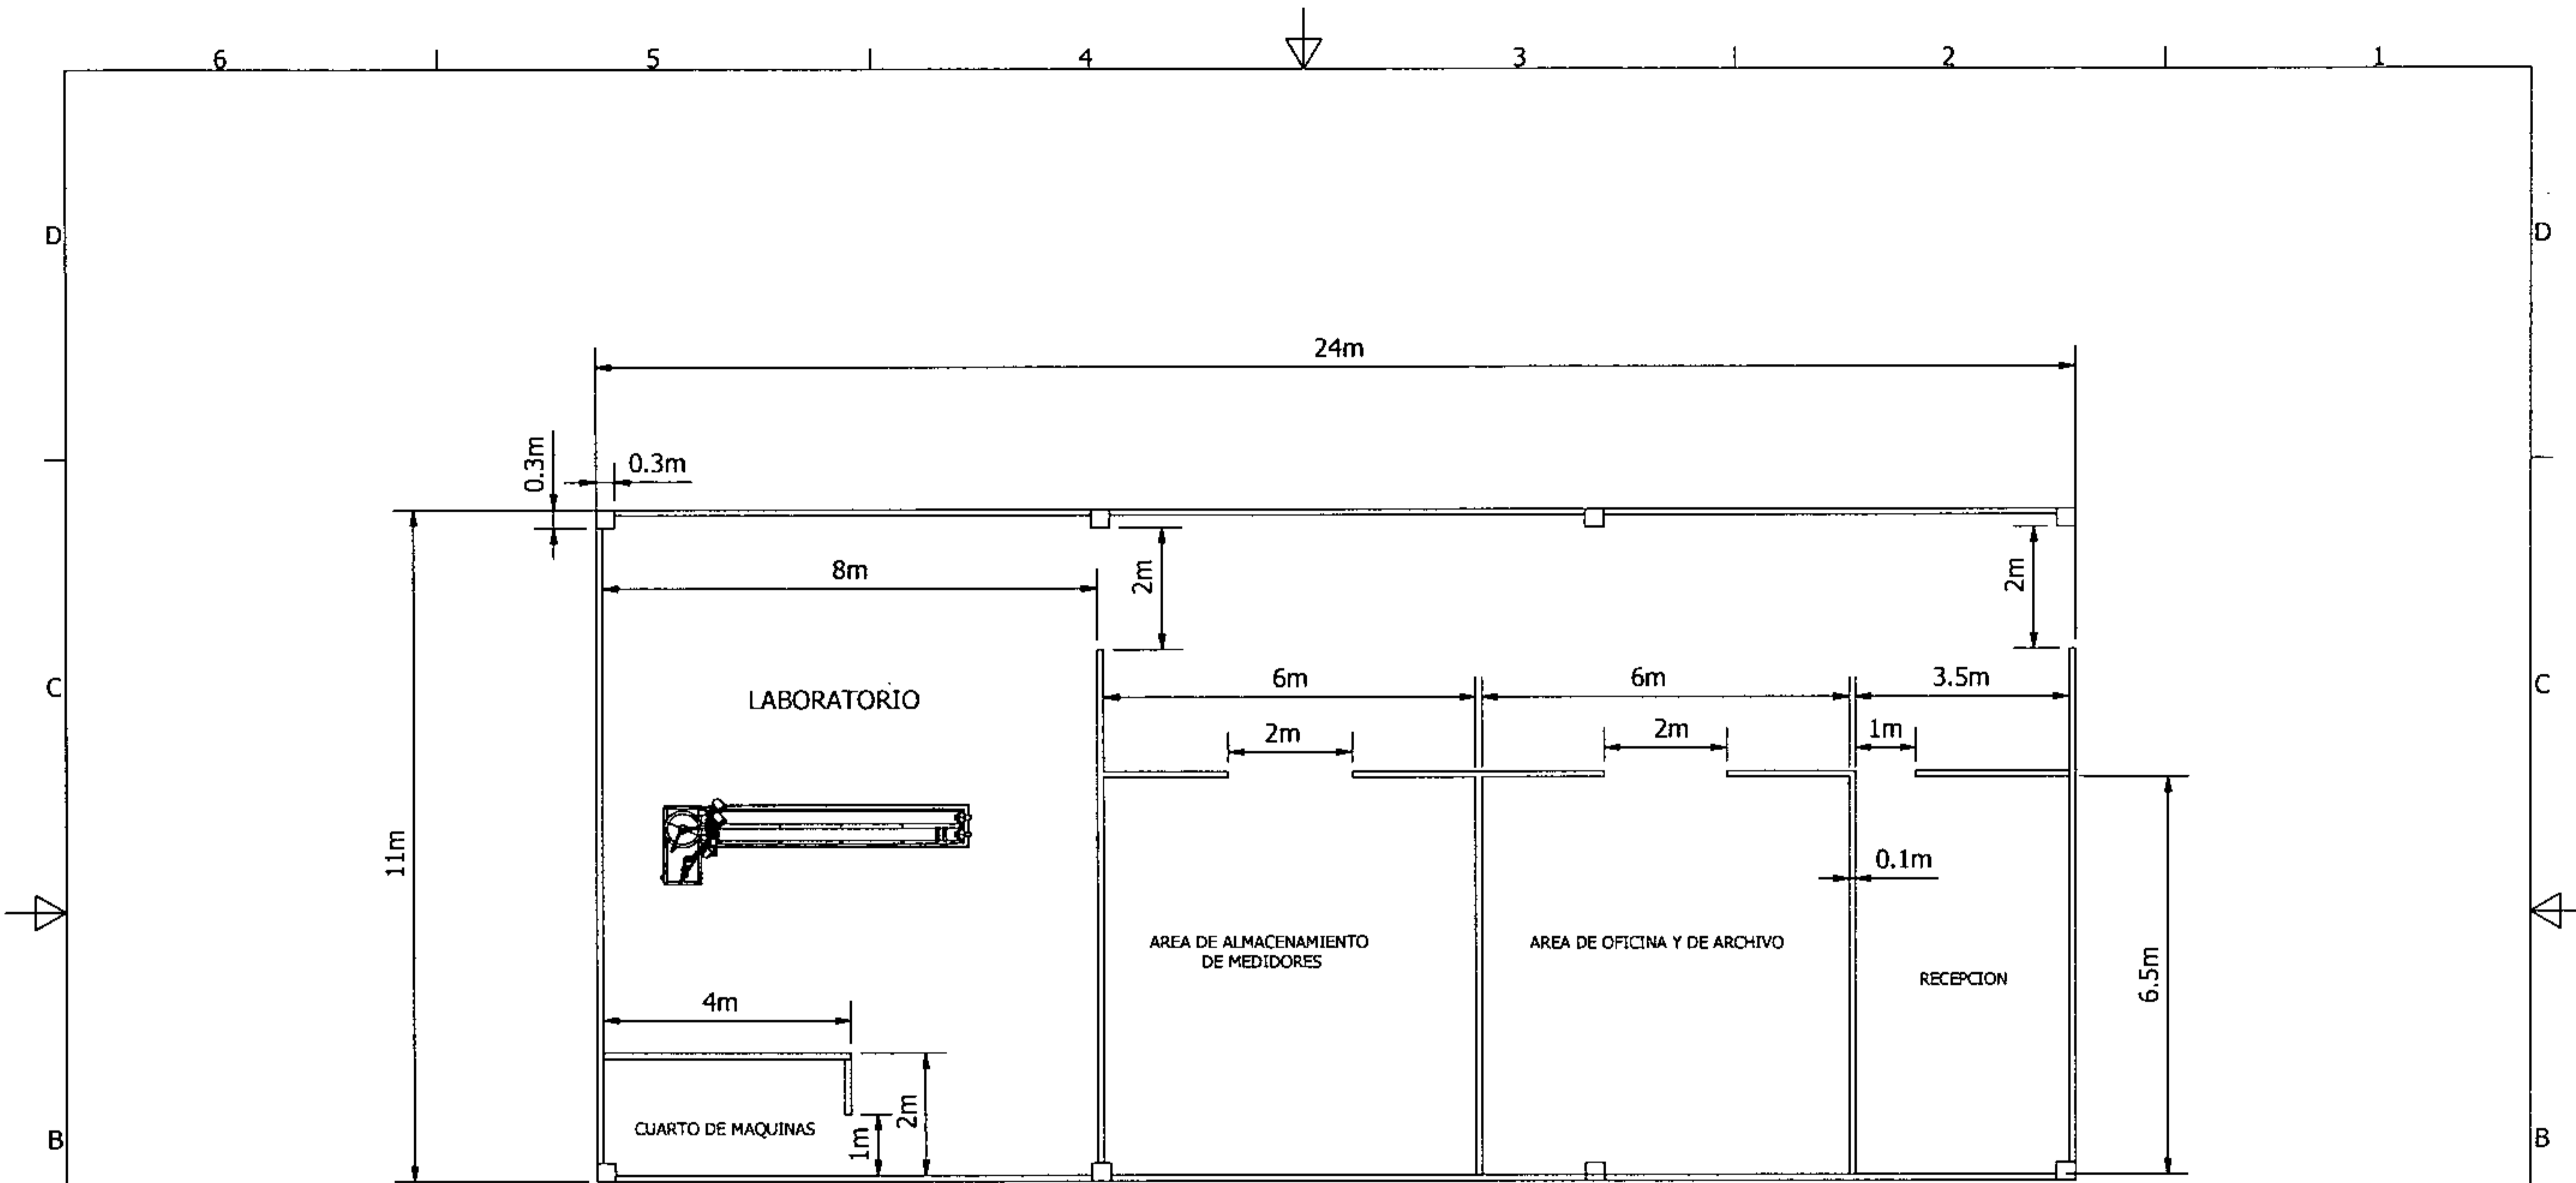 6 5 4 3 2 1
D D
24m
0.3m 0.3m
8m 2m 2m
C C
6m 6m 3.5m
LABORATORIO
2m 2m 1m
11m
0.1m
AREA DE ALMACENAMIENTO
DE MEDIDORES
AREA DE OFICINA Y DE ARCHIVO
RECEPCION
6.5m
4m
2m
CUARTO DE MAQUINAS
1m
B B